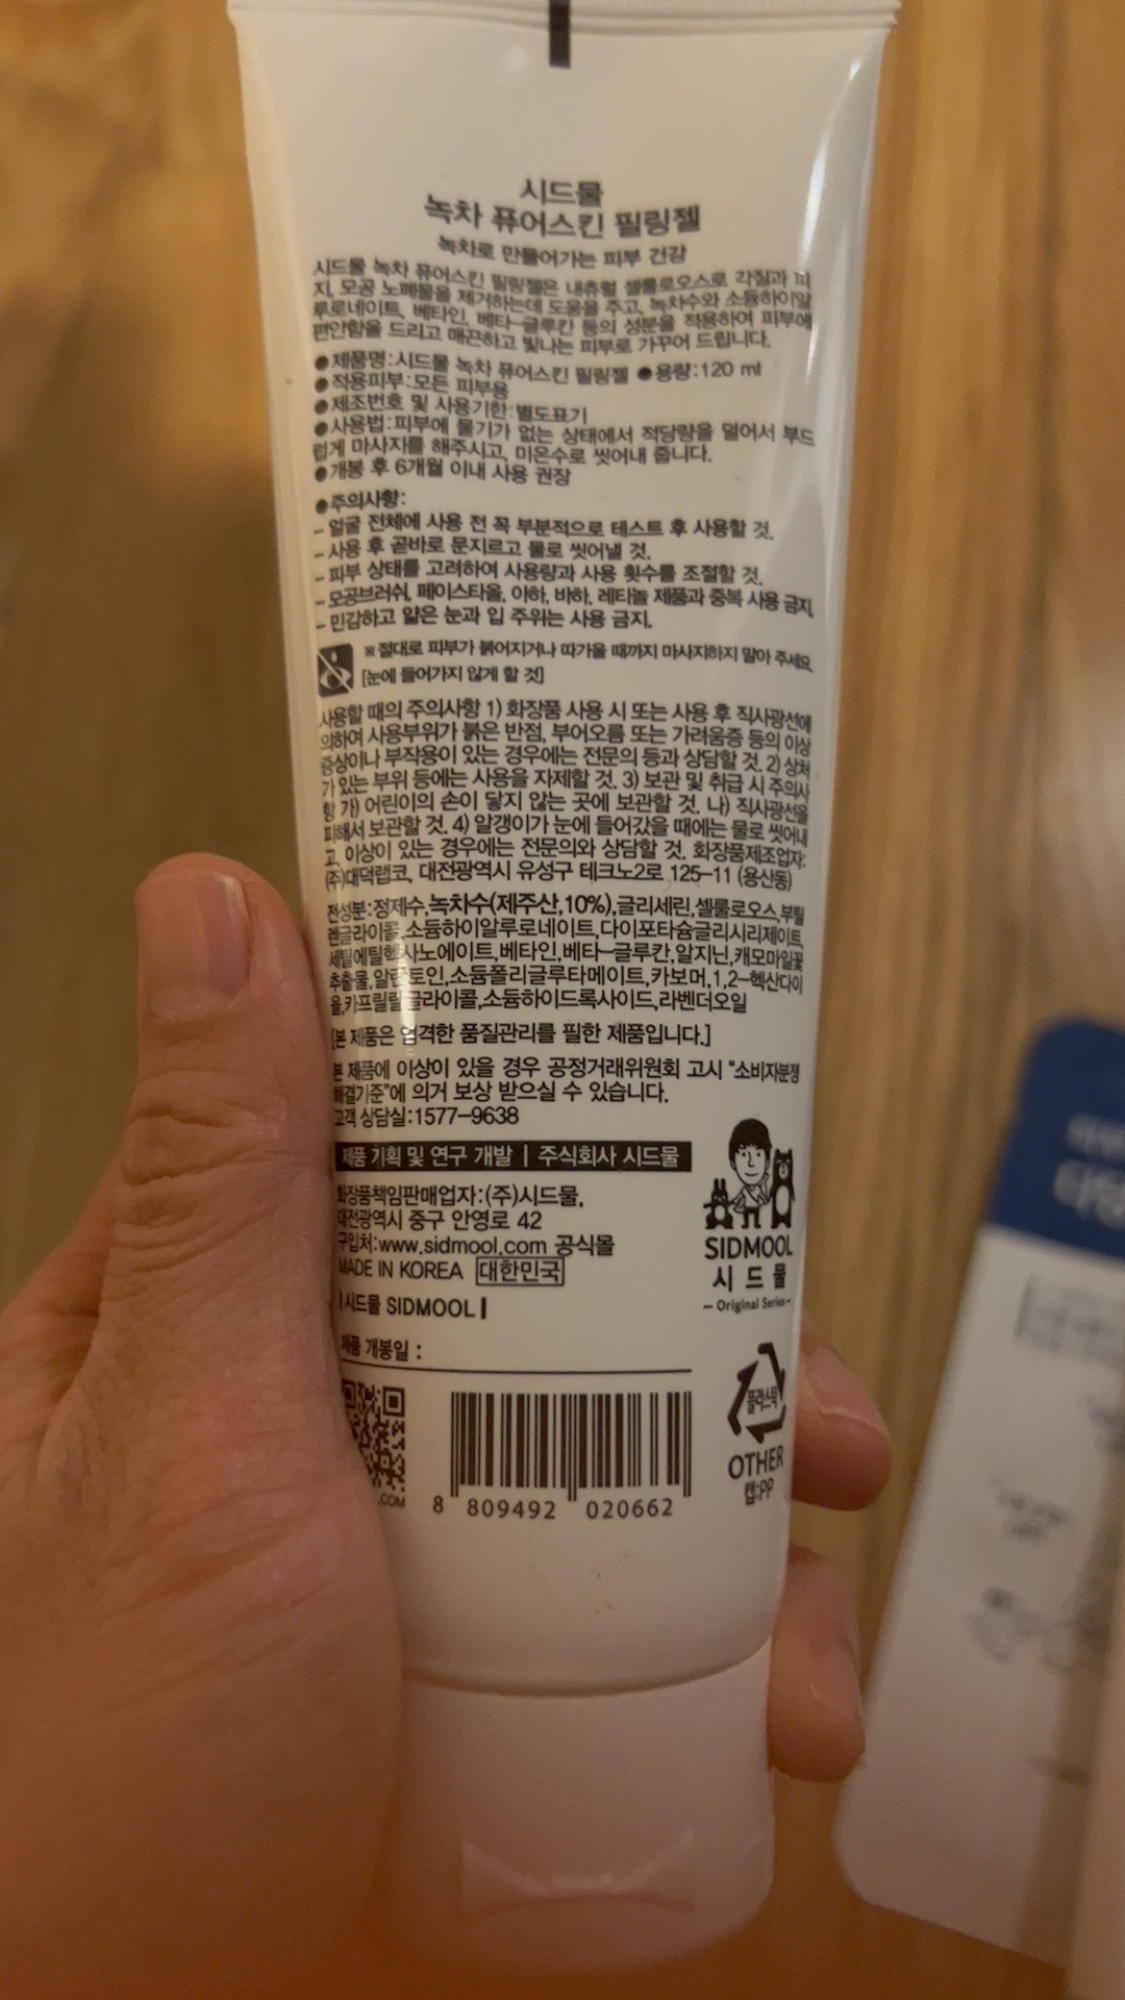 시드물
녹차 퓨어스킨 필링젤
녹차로 만들어가는 피부 건강
시드물 녹차 퓨어스킨 필링젤은 내츄럴 셀룰로오스로 각질과 피
지, 모공 노폐물을 제거하는데 도움을 주고, 녹차수와 소듐하이알
루로네이트, 베타인, 베타-글루칸 등의 성분을 적용하여 피부에
편안함을 드리고 매끈하고 빛나는 피부로 가꾸어 드립니다.
●제품명:시드물 녹차 퓨어스킨 필링젤 ●용량:120 ml
●적용피부:모든 피부용
●제조번호 및 사용기한:별도표기
●사용법:피부에 물기가 없는 상태에서 적당량을 덜어서 부드
럽게 마사지를 해주시고, 미온수로 씻어내 줍니다.
●개봉 후 6개월 이내 사용 권장
●주의사항:
- 얼굴 전체에 사용 전 꼭 부분적으로 테스트 후 사용할 것.
- 사용 후 곧바로 문지르고 물로 씻어낼 것.
- 피부 상태를 고려하여 사용량과 사용 횟수를 조절할 것.
- 모공브러쉬, 페이스타올, 아하, 바하, 레타놀 제품과 중복 사용 금지.
- 민감하고 얇은 눈과 입 주위는 사용 금지.
※절대로 피부가 붉어지거나 따가울 때까지 마사지하지 말아 주세요.
[눈에 들어가지 않게 할 것]
사용할 때의 주의사항 1) 화장품 사용 시 또는 사용 후 직사광선에
의하여 사용부위가 붉은 반점, 부어오름 또는 가려움증 등의 이상
증상이나 부작용이 있는 경우에는 전문의 등과 상담할 것. 2) 상처
가 있는 부위 등에는 사용을 자제할 것. 3) 보관 및 취급 시 주의사
항 가) 어린이의 손이 닿지 않는 곳에 보관할 것. 나) 직사광선을
피해서 보관할 것. 4) 알갱이가 눈에 들어갔을 때에는 물로 씻어내
고, 이상이 있는 경우에는 전문의와 상담할 것. 화장품제조업자:
(주)대덕랩코, 대전광역시 유성구 테크노2로 125-11 (용산동)
전성분:정제수,녹차수(제주산,10%),글리세린,셀룰로오스,부틸
렌글라이콜,소듐하이알루로네이트,다이포타슘글리시리제이트,
세틸에틸헥사노에이트,베타인,베타-글루칸,알지닌,캐모마일꽃
추출물,알란토인,소듐폴리글루타메이트,카보머,1,2-헥산다이
올,카프릴릴글라이콜,소듐하이드록사이드,라벤더오일
[본 제품은 엄격한 품질관리를 필한 제품입니다.]
본 제품에 이상이 있을 경우 공정거래위원회 고시 "소비자분쟁
해결기준"에 의거 보상 받으실 수 있습니다.
고객 상담실:1577-9638
제품 기획 및 연구 개발 | 주식회사 시드물
화장품책임판매업자:(주)시드물,
대전광역시 중구 안영로 42
구입처:www.sidmool.com 공식몰
MADE IN KOREA 대한민국
|시드물 SIDMOOL|
SIDMOOL
시드물
- Original Series -
제품 개봉일 :
플라스틱
OTHER
캡:PP
.COM
8 809492 020662